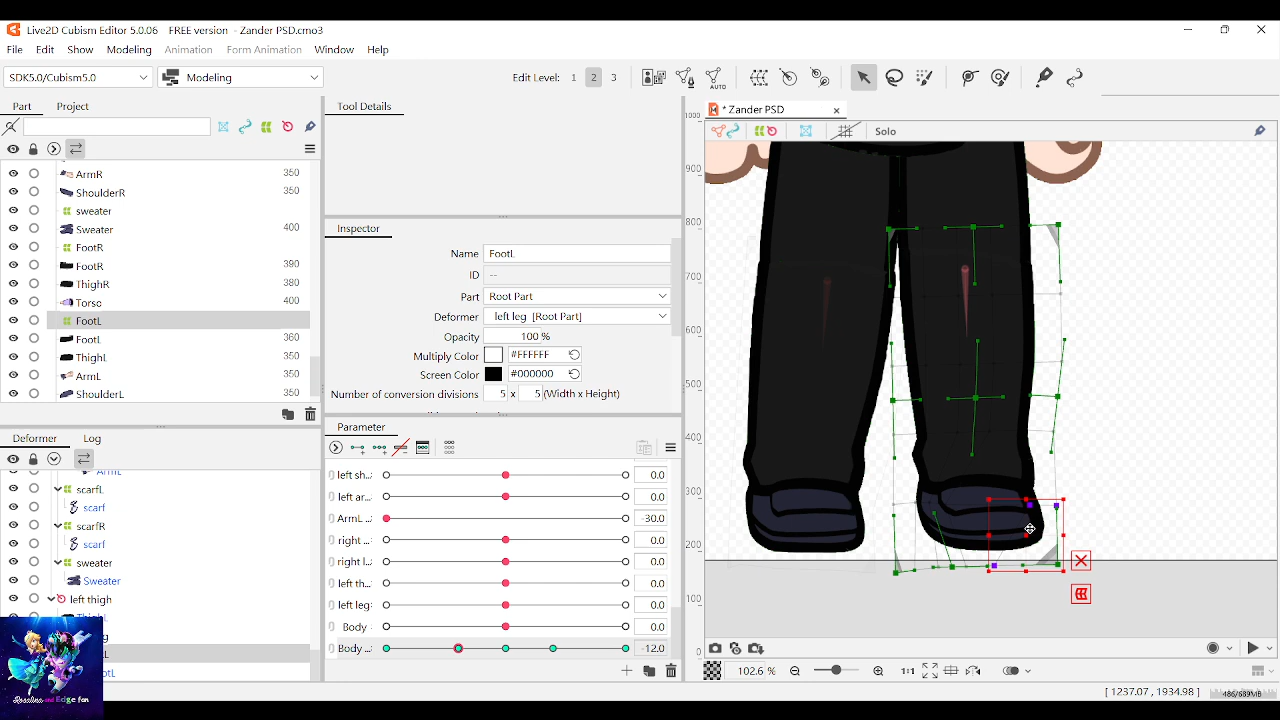 Live2D Cubism Editor 5.0.06 FREE version - Zander PSD.cmo3
File Edit Show Modeling Animation Form Animation Window Help
SDK5.0/Cubism5.0 Modeling Edit Level: 1 2 3 AUTO
Part Project
Tool Details
* Zander PSD
Solo
ArmR 350
ShoulderR 350
sweater
Sweater 400
FootR
FootR 390
ThighR 380
Torso 400
FootL
FootL 360
ThighL 350
ArmL 350
ShoulderL 350
Inspector
Name FootL
ID --
Part Root Part
Deformer left leg [Root Part]
Opacity 100 %
Multiply Color #FFFFFF
Screen Color #000000
Number of conversion divisions 5 x 5 (Width x Height)
Deformer Log
scarfL
scarf
scarfR
scarf
sweater
Sweater
left thigh
Parameter
left sh... 0.0
left ar... 0.0
ArmL ... -30.0
right ... 0.0
right l... 0.0
left th... 0.0
left leg: 0.0
Body ... 0.0
Body ... -12.0
1000
900
800
700
600
500
400
300
200
100
0
102.6 % 1:1
[ 1237.07 , 1934.38 ]
and Edge fan